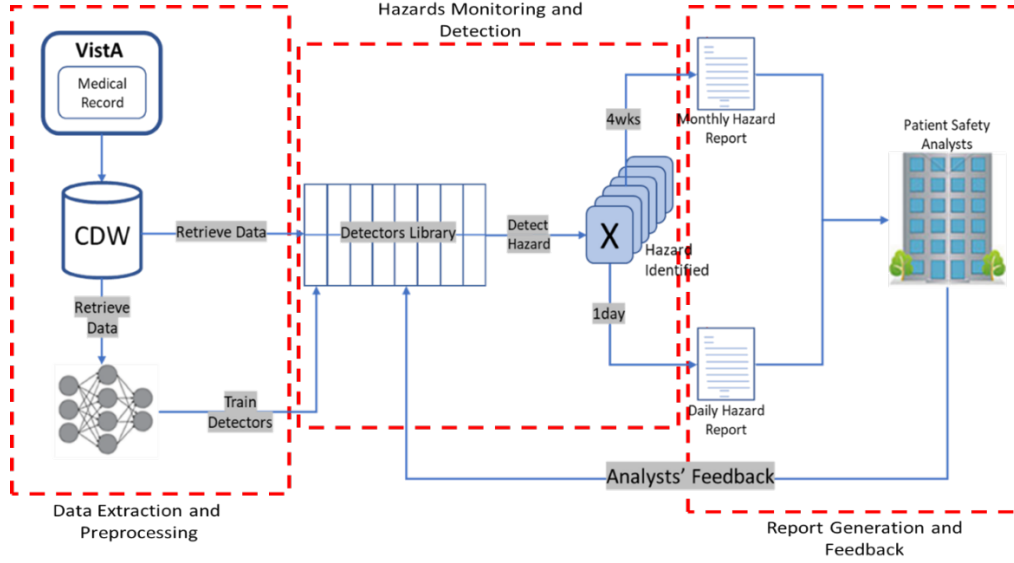 Hazards Monitoring and
Detection
VistA
Medical
Record
CDW
Retrieve Data
Retrieve
Data
Train
Detectors
Data Extraction and
Preprocessing
Detectors Library
Detect
Hazard
X
Hazard
Identified
4wks
1day
Monthly Hazard
Report
Daily Hazard
Report
Patient Safety
Analysts
Analysts’ Feedback
Report Generation and
Feedback